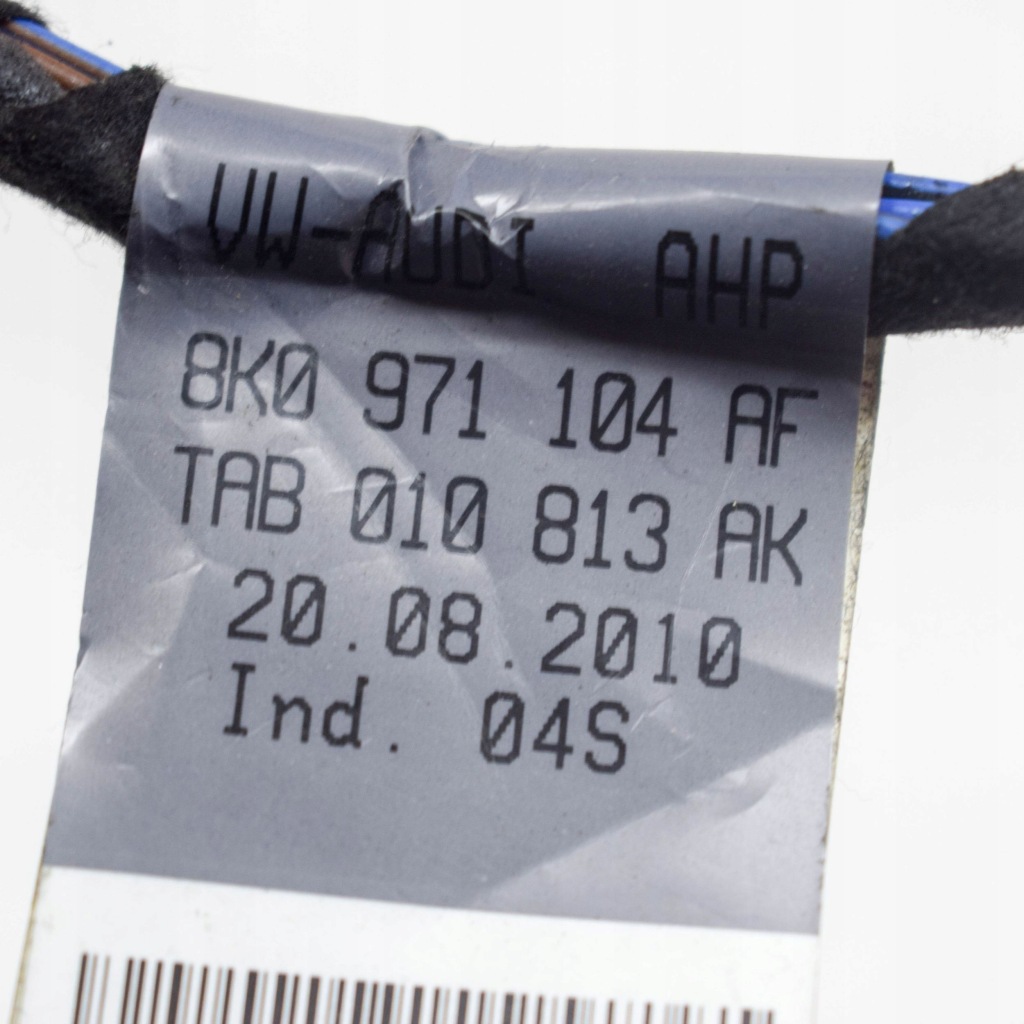 VW-AUDI AHP
8K0 971 104 AF
TAB 010 813 AK
20.08.2010
Ind. 04S